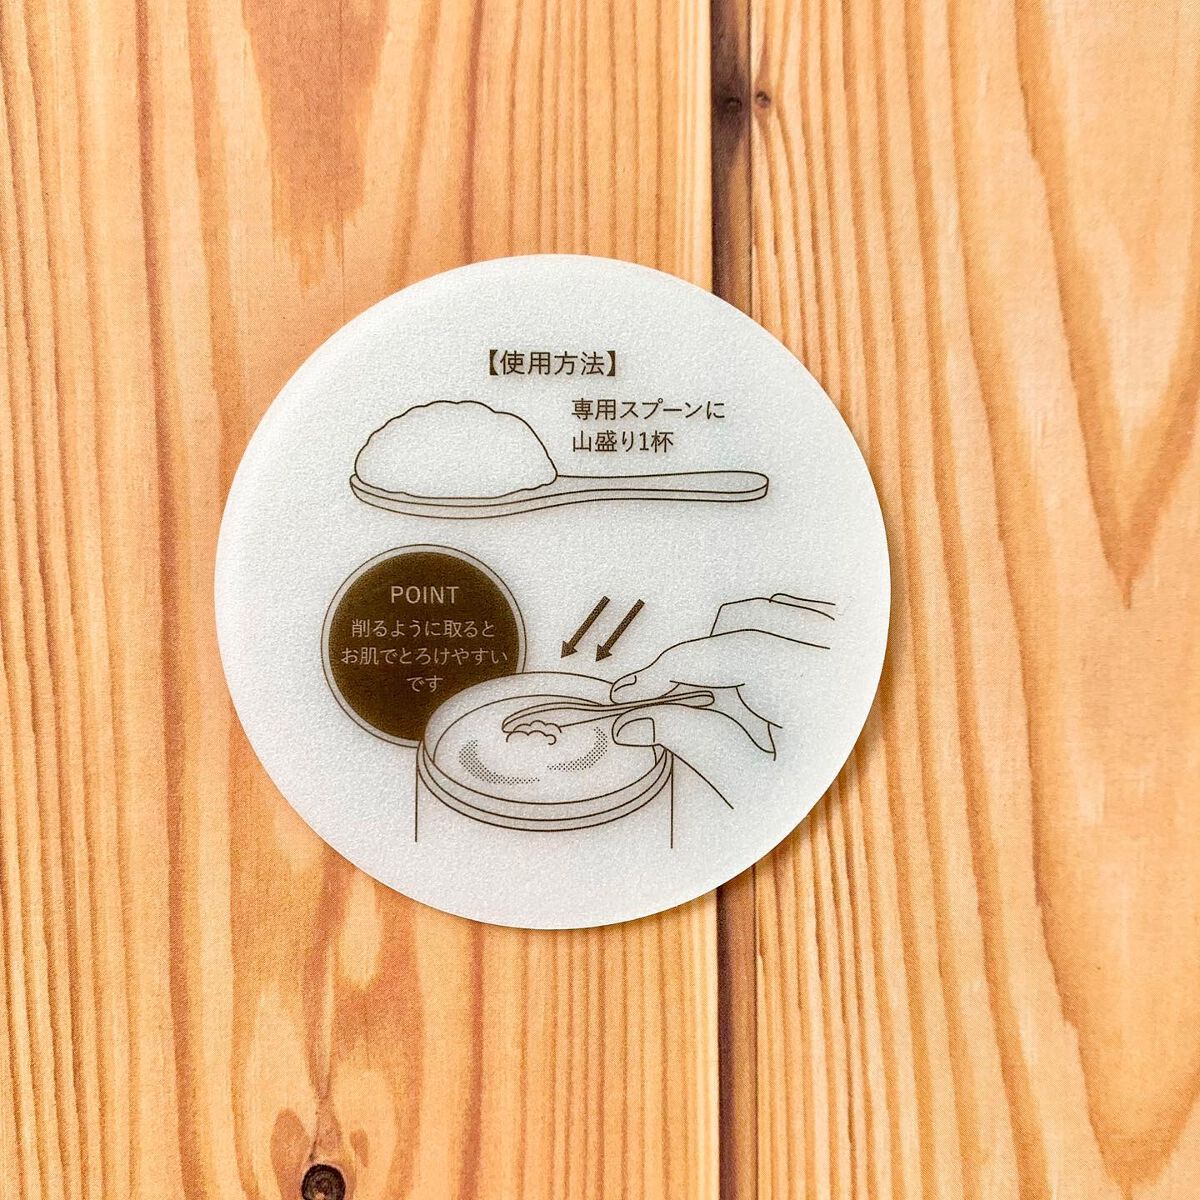 【使用方法】
専用スプーンに
山盛り1杯
POINT
削るように取ると
お肌でとろけやすい
です